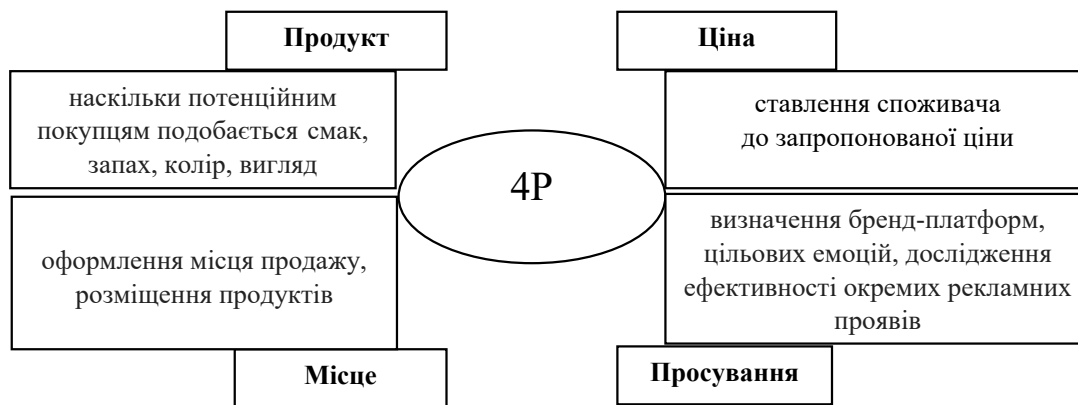 Продукт
наскільки потенційним
покупцям подобається смак,
запах, колір, вигляд
Ціна
ставлення споживача
до запропонованої ціни
4P
оформлення місця продажу,
розміщення продуктів
Місце
визначення бренд-платформ,
цільових емоцій, дослідження
ефективності окремих рекламних
проявів
Просування